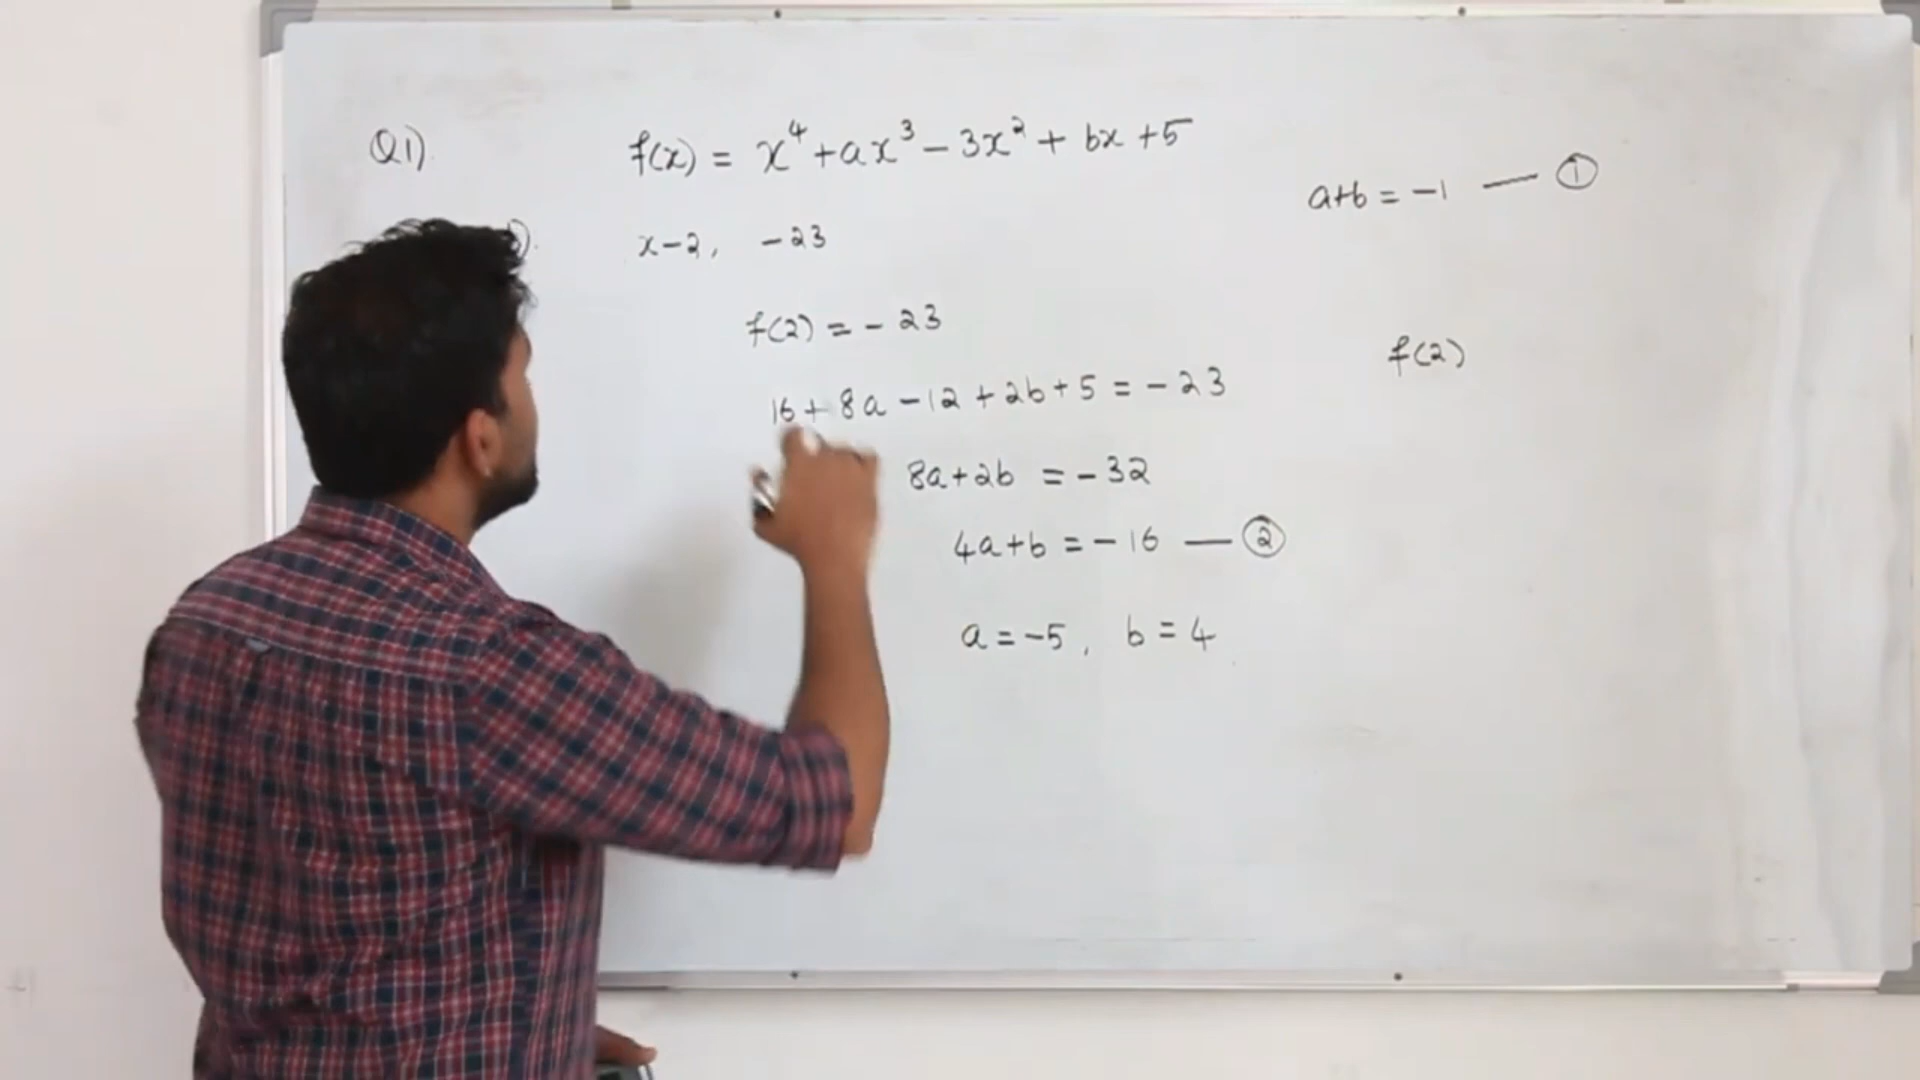 Q1) f(x) = x⁴ + ax³ - 3x² + bx + 5
a+b = -1 — ①
x-2, -23
f(2) = - 23
f(2)
16 + 8a - 12 + 2b + 5 = - 23
8a + 2b = - 32
4a + b = - 16 — ②
a = -5, b = 4